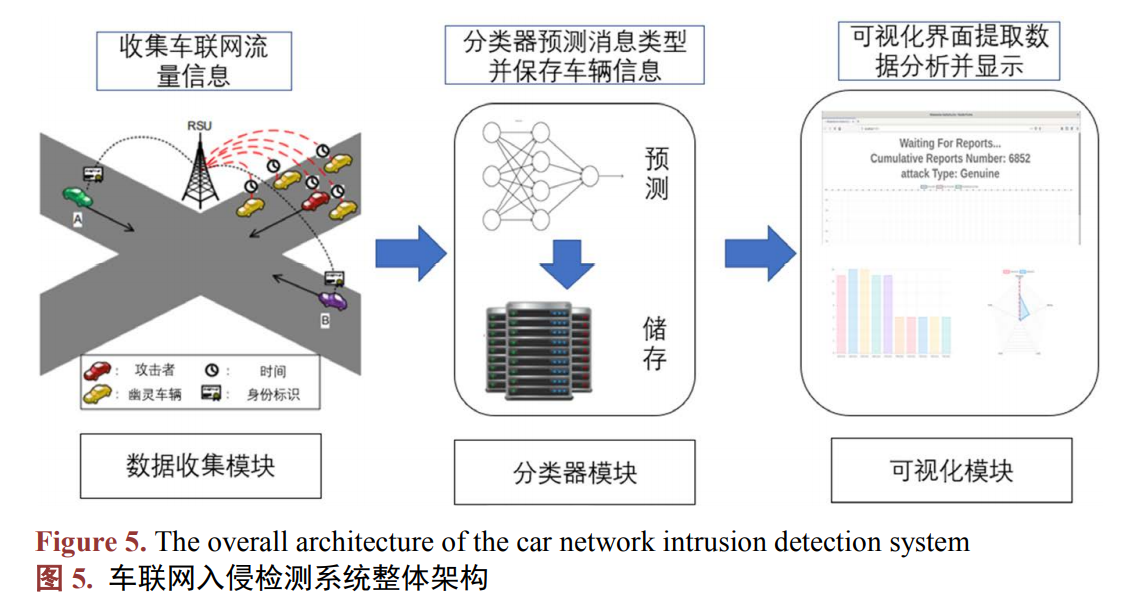 收集车联网流
量信息
分类器预测消息类型
并保存车辆信息
可视化界面提取数
据分析并显示
RSU
A
B
：攻击者
：时间
：幽灵车辆
：身份标识
预
测
储
存
Waiting For Reports...
Cumulative Reports Number: 6852
attack Type: Genuine
数据收集模块
分类器模块
可视化模块
Figure 5. The overall architecture of the car network intrusion detection system
图 5. 车联网入侵检测系统整体架构